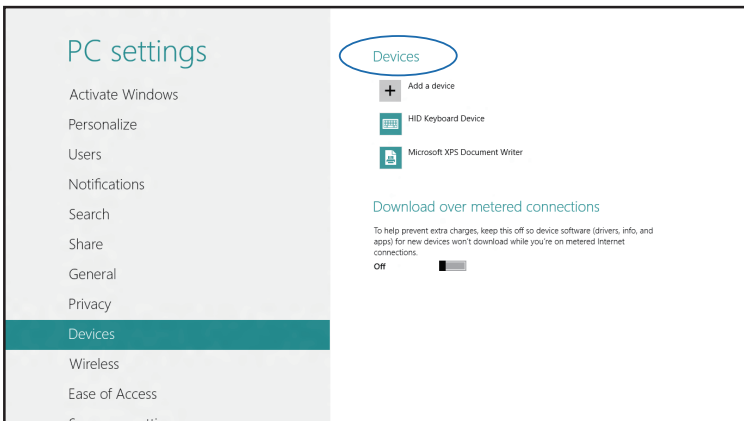 PC settings
Activate Windows
Personalize
Users
Notifications
Search
Share
General
Privacy
Devices
Wireless
Ease of Access
Devices
Add a device
HID Keyboard Device
Microsoft XPS Document Writer
Download over metered connections
To help prevent extra charges, keep this off so device software (drivers, info, and
apps) for new devices won't download while you're on metered Internet
connections.
Off